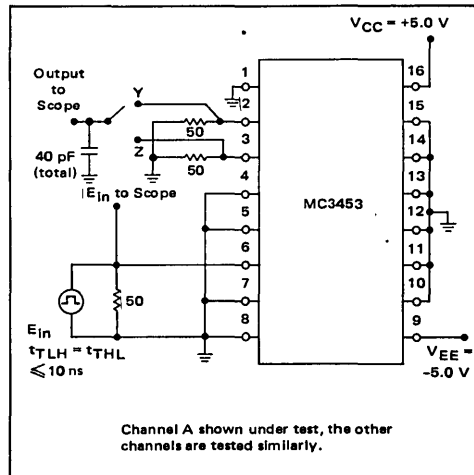 VCC = +5.0 V
Output
to
Scope
Y
Z
50
50
40 pF
(total)
Ein to Scope
50
Ein
tTLH = tTHL
≤ 10 ns
1
2
3
4
5
6
7
8
MC3453
16
15
14
13
12
11
10
9
VEE =
-5.0 V
Channel A shown under test, the other
channels are tested similarly.